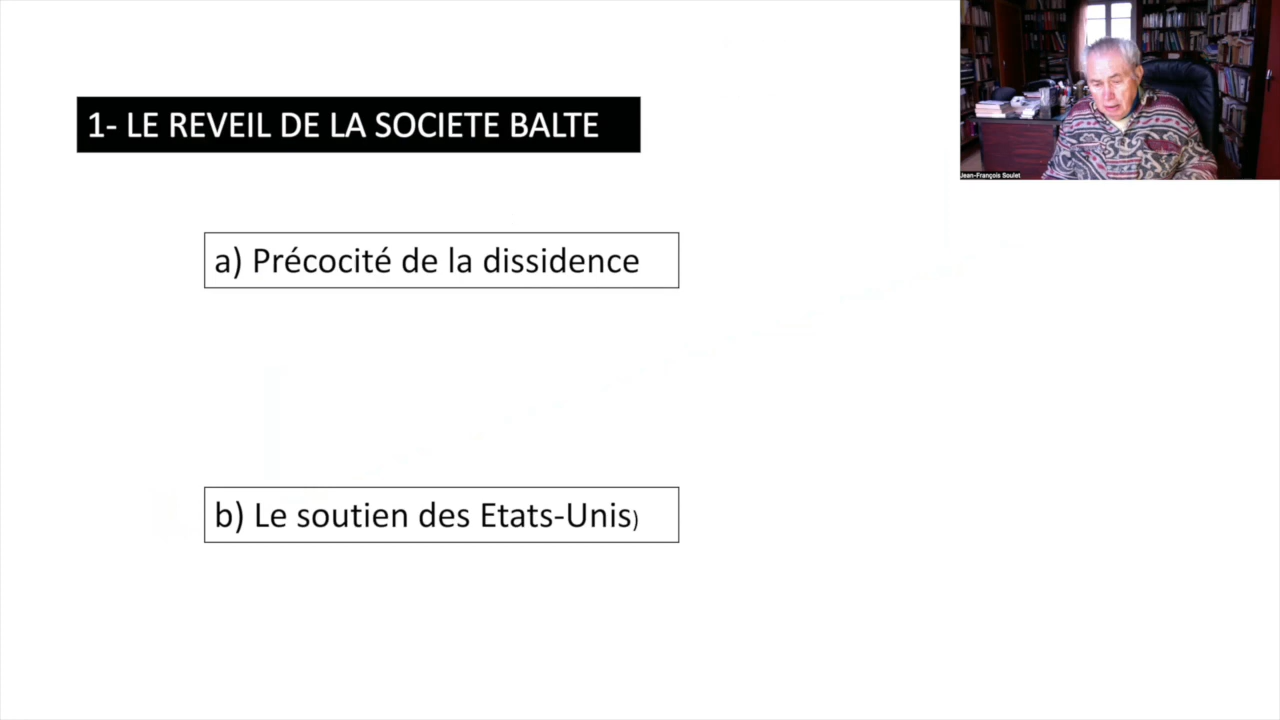 1- LE REVEIL DE LA SOCIETE BALTE
Jean-François Soulet
a) Précocité de la dissidence
b) Le soutien des Etats-Unis)